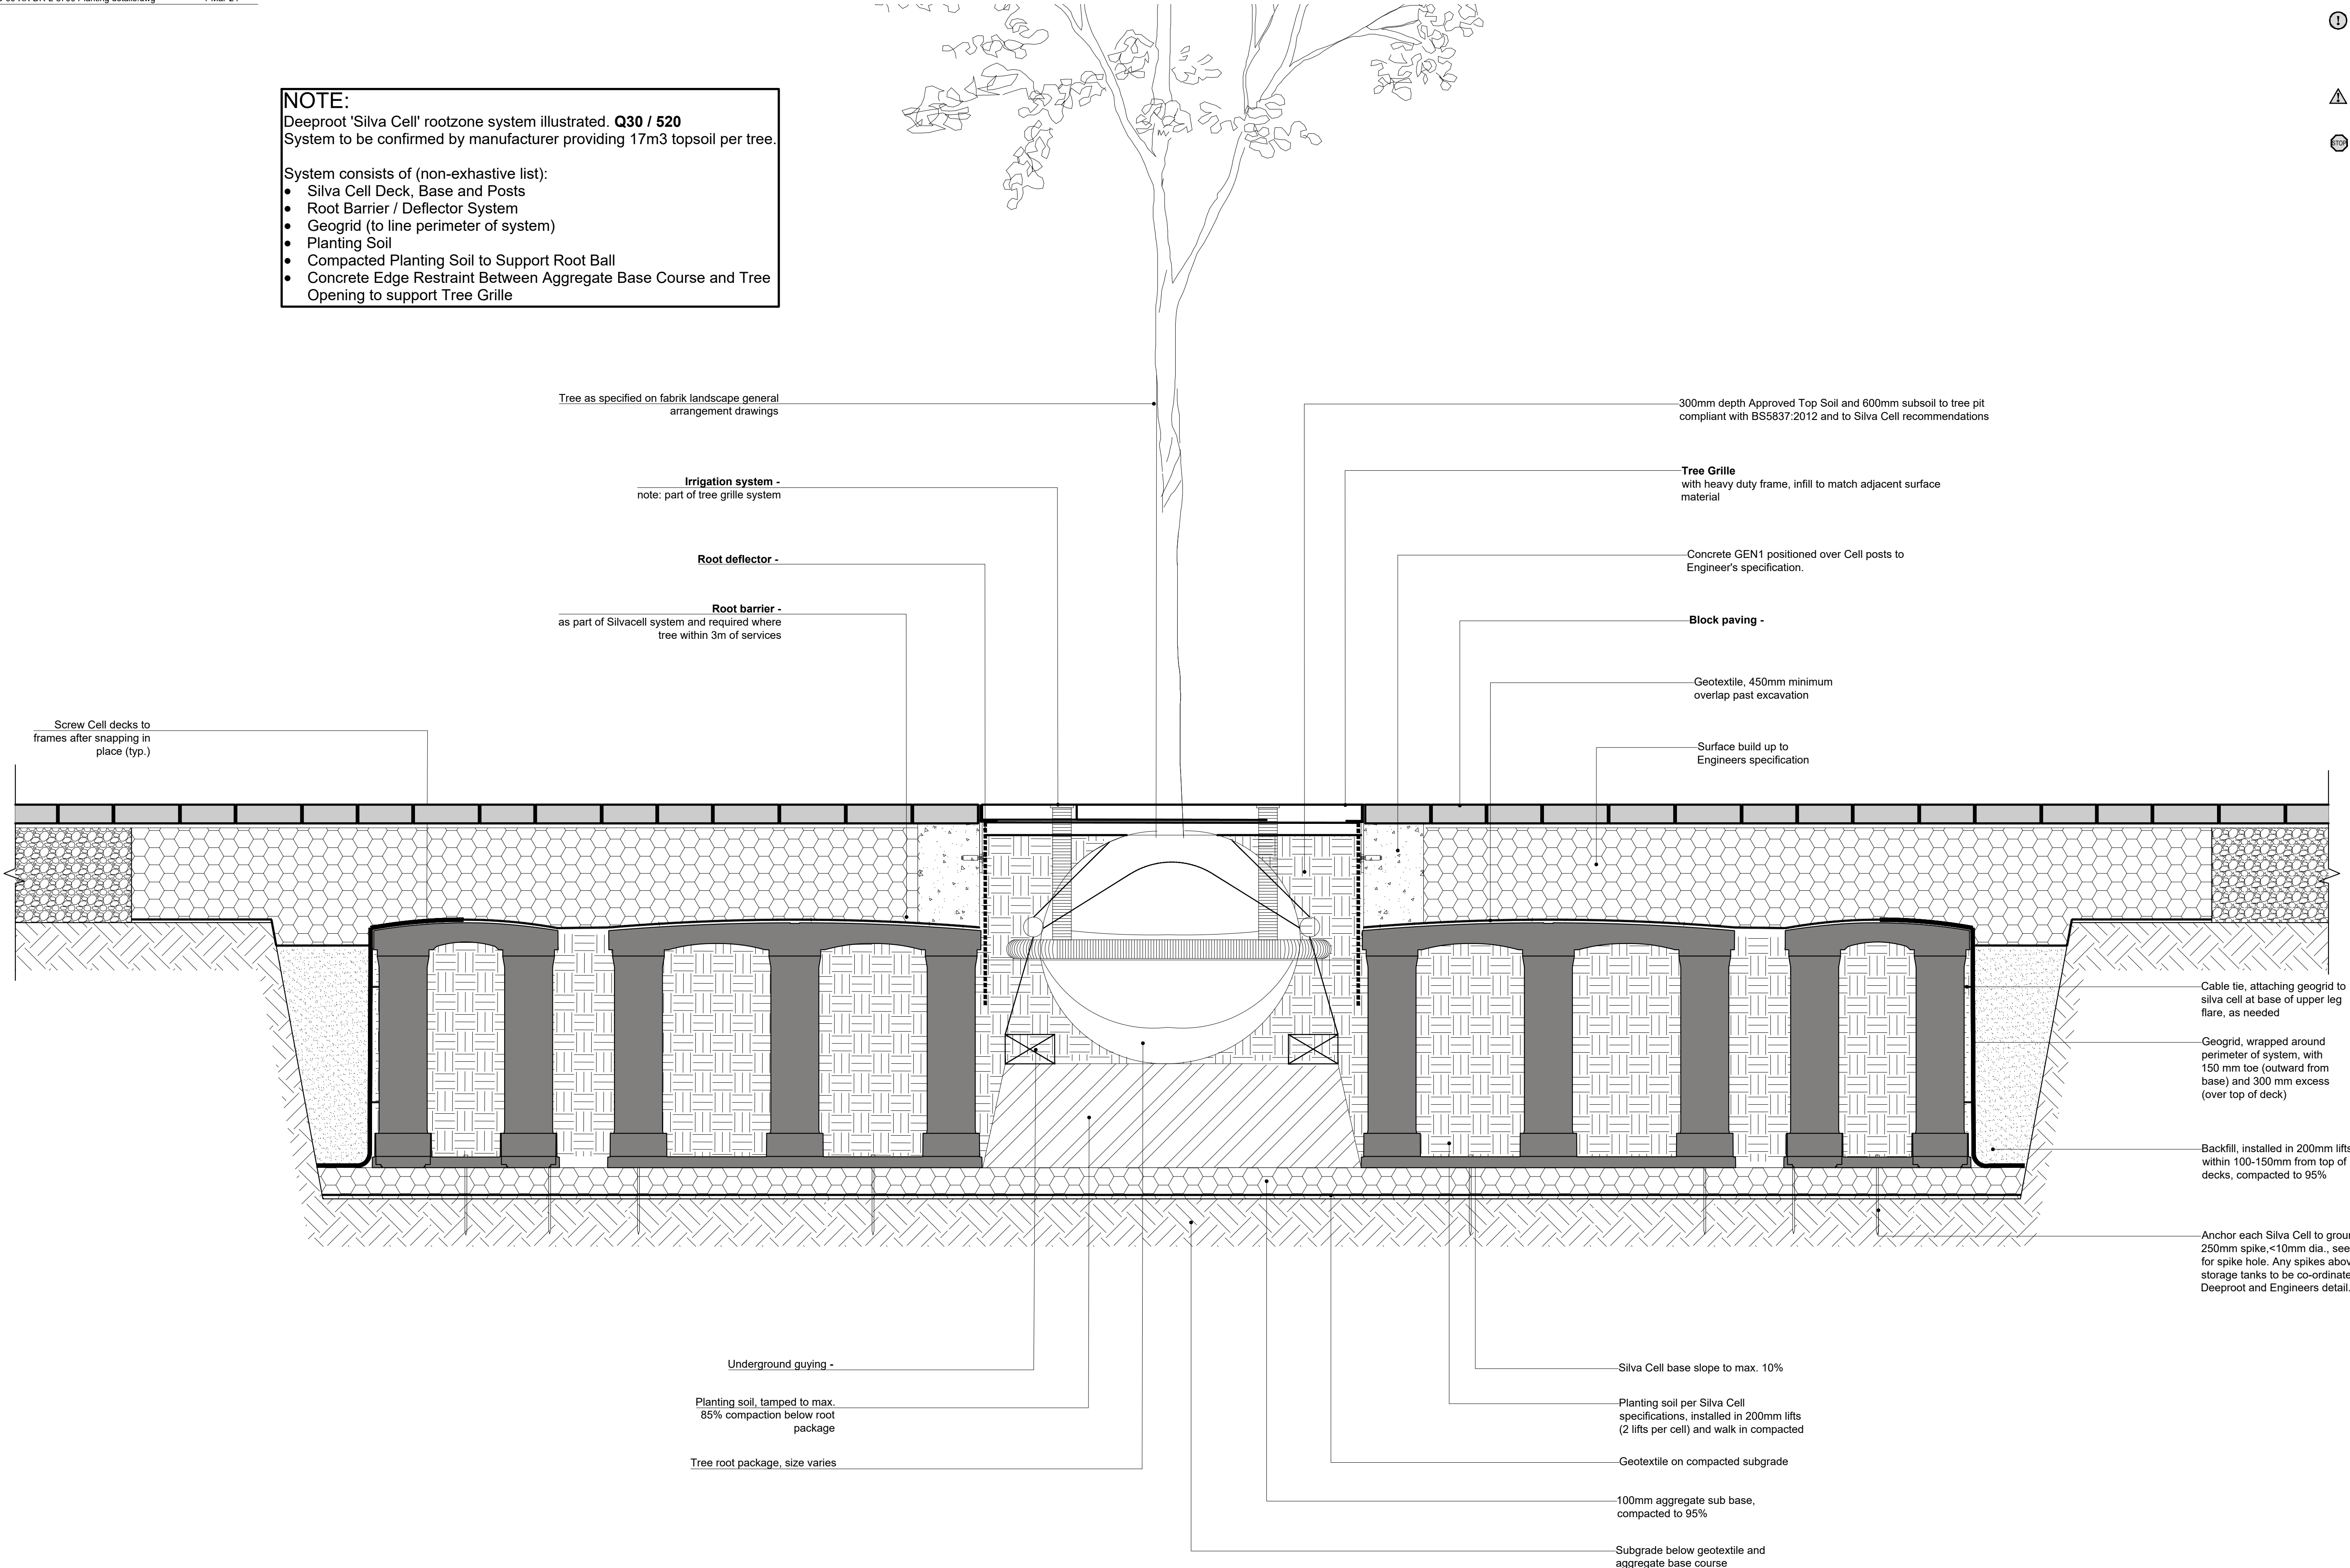 Planting details.dwg
NOTE:
Deeproot 'Silva Cell' rootzone system illustrated. Q30 / 520
System to be confirmed by manufacturer providing 17m3 topsoil per tree.
System consists of (non-exhastive list):
• Silva Cell Deck, Base and Posts
• Root Barrier / Deflector System
• Geogrid (to line perimeter of system)
• Planting Soil
• Compacted Planting Soil to Support Root Ball
• Concrete Edge Restraint Between Aggregate Base Course and Tree
Opening to support Tree Grille
Tree as specified on fabrik landscape general
arrangement drawings
Irrigation system -
note: part of tree grille system
Root deflector -
Root barrier -
as part of Silvacell system and required where
tree within 3m of services
Screw Cell decks to
frames after snapping in
place (typ.)
300mm depth Approved Top Soil and 600mm subsoil to tree pit
compliant with BS5837:2012 and to Silva Cell recommendations
Tree Grille
with heavy duty frame, infill to match adjacent surface
material
Concrete GEN1 positioned over Cell posts to
Engineer's specification.
Block paving -
Geotextile, 450mm minimum
overlap past excavation
Surface build up to
Engineers specification
STOP
Cable tie, attaching geogrid to
silva cell at base of upper leg
flare, as needed
Geogrid, wrapped around
perimeter of system, with
150 mm toe (outward from
base) and 300 mm excess
(over top of deck)
Backfill, installed in 200mm lifts
within 100-150mm from top of
decks, compacted to 95%
Anchor each Silva Cell to
250mm spike,<10mm dia., see
for spike hole. Any spikes
storage tanks to be
Deeproot and Engineers detail.
Underground guying -
Planting soil, tamped to max.
85% compaction below root
package
Tree root package, size varies
Silva Cell base slope to max. 10%
Planting soil per Silva Cell
specifications, installed in 200mm lifts
(2 lifts per cell) and walk in compacted
Geotextile on compacted subgrade
100mm aggregate sub base,
compacted to 95%
Subgrade below geotextile and
aggregate base course